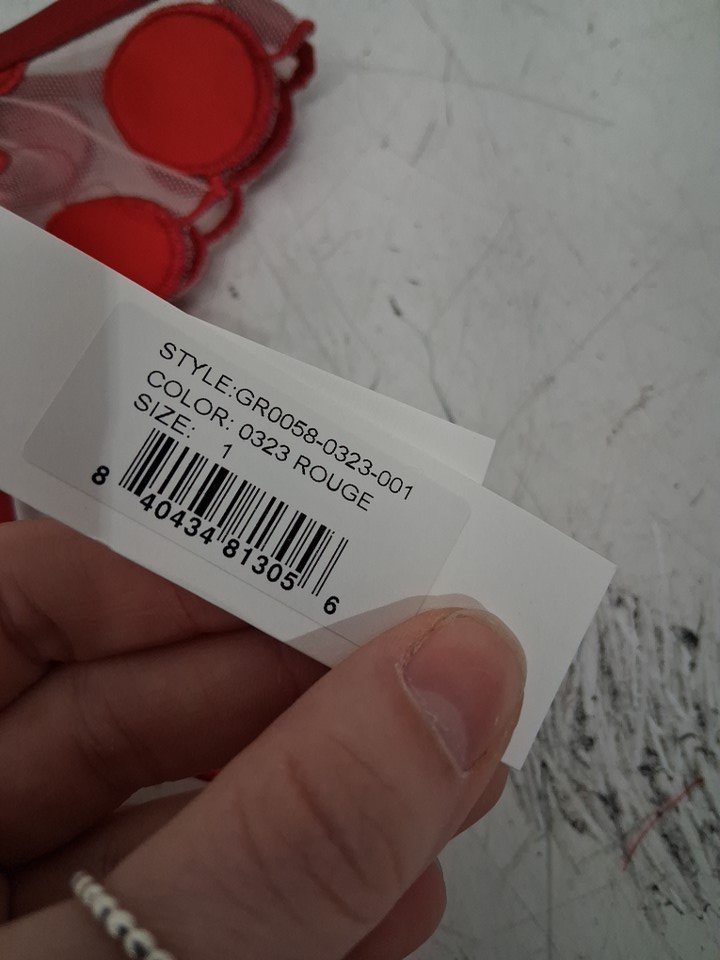 STYLE:GR0058-0323-001
COLOR: 0323 ROUGE
SIZE: 1
8 40434 81305 6